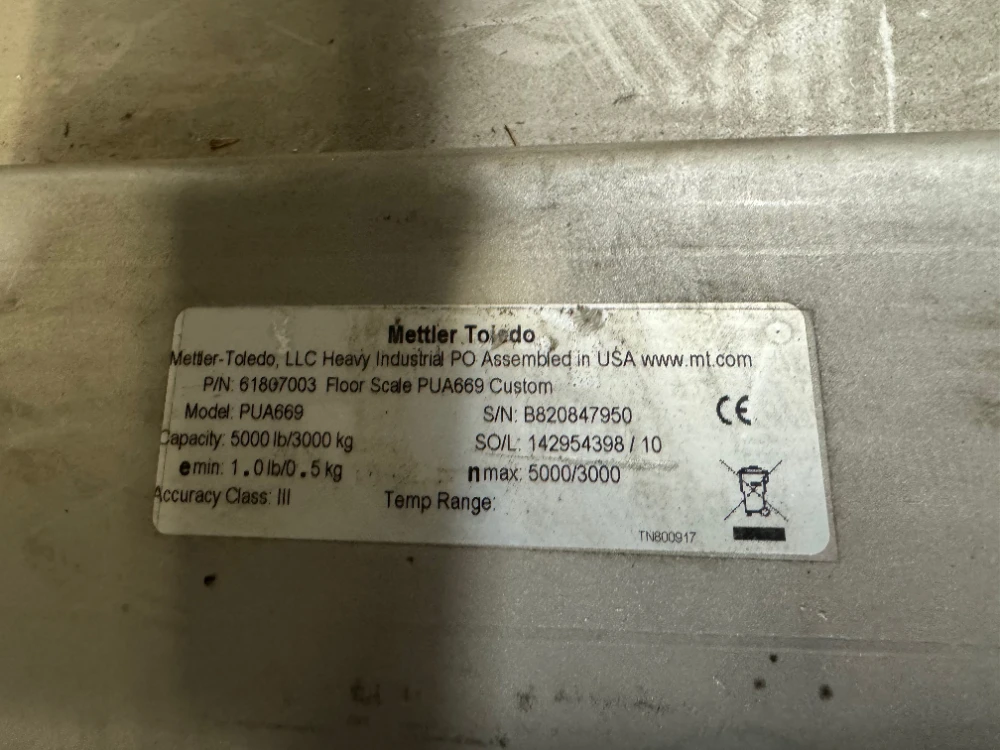 Mettler Toledo
Mettler-Toledo, LLC Heavy Industrial PO Assembled in USA www.mt.com
P/N: 61807003 Floor Scale PUA669 Custom
Model: PUA669 S/N: B820847950
Capacity: 5000 lb/3000 kg SO/L: 142954398 / 10
e min: 1.0 lb/0.5 kg n max: 5000/3000
Accuracy Class: III Temp Range:
CE
TN800917